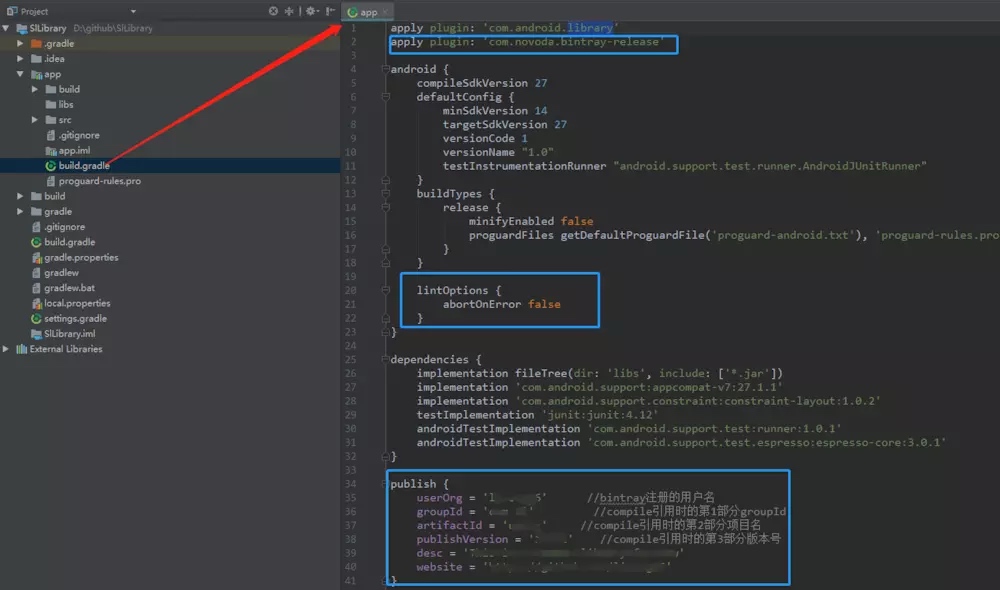 Project
SlLibrary D:\github\SlLibrary
.gradle
.idea
app
build
libs
src
.gitignore
app.iml
build.gradle
proguard-rules.pro
build
gradle
.gitignore
build.gradle
gradle.properties
gradlew
gradlew.bat
local.properties
settings.gradle
SlLibrary.iml
External Libraries
app
1 apply plugin: 'com.android.library'
2 apply plugin: 'com.novoda.bintray-release'
3
4 android {
5 compileSdkVersion 27
6 defaultConfig {
7 minSdkVersion 14
8 targetSdkVersion 27
9 versionCode 1
10 versionName "1.0"
11 testInstrumentationRunner "android.support.test.runner.AndroidJUnitRunner"
12 }
13 buildTypes {
14 release {
15 minifyEnabled false
16 proguardFiles getDefaultProguardFile('proguard-android.txt'), 'proguard-rules.pro
17 }
18 }
19
20 lintOptions {
21 abortOnError false
22 }
23 }
24
25 dependencies {
26 implementation fileTree(dir: 'libs', include: ['*.jar'])
27 implementation 'com.android.support:appcompat-v7:27.1.1'
28 implementation 'com.android.support.constraint:constraint-layout:1.0.2'
29 testImplementation 'junit:junit:4.12'
30 androidTestImplementation 'com.android.support.test:runner:1.0.1'
31 androidTestImplementation 'com.android.support.test.espresso:espresso-core:3.0.1'
32 }
33
34 publish {
35 userOrg = //bintray注册的用户名
36 groupId = //compile引用时的第1部分groupId
37 artifactId = //compile引用时的第2部分项目名
38 publishVersion = //compile引用时的第3部分版本号
39 desc =
40 website =
41 }